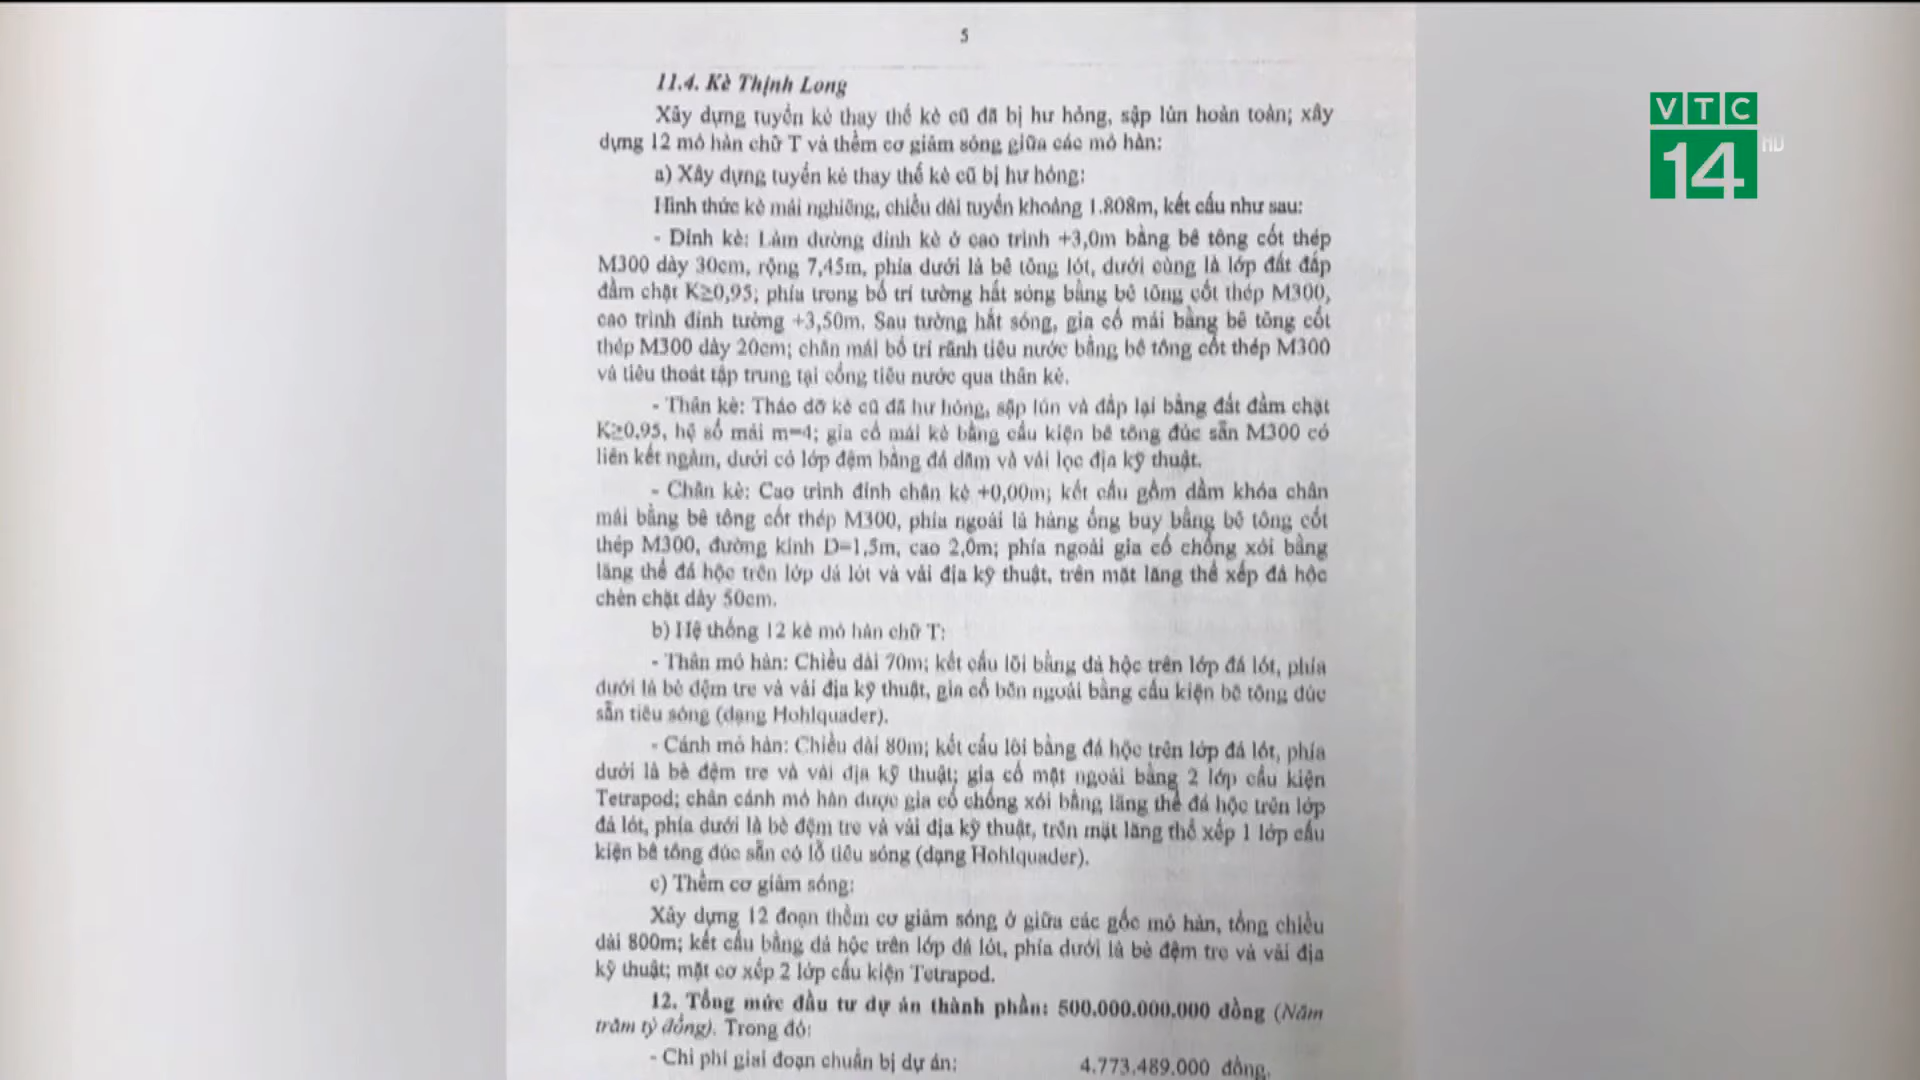 5
VTC
14
HD
11.4. Kè Thịnh Long
Xây dựng tuyến kè thay thế kè cũ đã bị hư hỏng, sập lún hoàn toàn; xây
dựng 12 mỏ hàn chữ T và thềm cơ giảm sóng giữa các mỏ hàn:
a) Xây dựng tuyến kè thay thế kè cũ bị hư hỏng:
Hình thức kè mái nghiêng, chiều dài tuyến khoảng 1.808m, kết cấu như sau:
- Đỉnh kè: Làm đường đỉnh kè ở cao trình +3,0m bằng bê tông cốt thép
M300 dày 30cm, rộng 7,45m, phía dưới là bê tông lót, dưới cùng là lớp đất đắp
đầm chặt K≥0,95; phía trong bố trí tường hắt sóng bằng bê tông cốt thép M300,
cao trình đỉnh tường +3,50m. Sau tường hắt sóng, gia cố mái bằng bê tông cốt
thép M300 dày 20cm; chân mái bố trí rãnh tiêu nước bằng bê tông cốt thép M300
và tiêu thoát tập trung tại cống tiêu nước qua thân kè.
- Thân kè: Tháo dỡ kè cũ đã hư hỏng, sập lún và đắp lại bằng đất đầm chặt
K≥0,95, hệ số mái m=4; gia cố mái kè bằng cấu kiện bê tông đúc sẵn M300 có
liên kết ngàm, dưới có lớp đệm bằng đá dăm và vải lọc địa kỹ thuật.
- Chân kè: Cao trình đỉnh chân kè +0,00m; kết cấu gồm dầm khóa chân
mái bằng bê tông cốt thép M300, phía ngoài là hàng ống buy bằng bê tông cốt
thép M300, đường kính D=1,5m, cao 2,0m; phía ngoài gia cố chống xói bằng
lăng thể đá hộc trên lớp đá lót và vải địa kỹ thuật, trên mặt lăng thể xếp đá hộc
chèn chặt dày 50cm.
b) Hệ thống 12 kè mỏ hàn chữ T:
- Thân mỏ hàn: Chiều dài 70m; kết cấu lõi bằng đá hộc trên lớp đá lót, phía
dưới là bè đệm tre và vải địa kỹ thuật, gia cố bên ngoài bằng cấu kiện bê tông đúc
sẵn tiêu sóng (dạng Hohlquader).
- Cánh mỏ hàn: Chiều dài 80m; kết cấu lõi bằng đá hộc trên lớp đá lót, phía
dưới là bè đệm tre và vải địa kỹ thuật; gia cố mặt ngoài bằng 2 lớp cấu kiện
Tetrapod; chân cánh mỏ hàn được gia cố chống xói bằng lăng thể đá hộc trên lớp
đá lót, phía dưới là bè đệm tre và vải địa kỹ thuật, trên mặt lăng thể xếp 1 lớp cấu
kiện bê tông đúc sẵn có lỗ tiêu sóng (dạng Hohlquader).
c) Thềm cơ giảm sóng:
Xây dựng 12 đoạn thềm cơ giảm sóng ở giữa các gốc mỏ hàn, tổng chiều
dài 800m; kết cấu bằng đá hộc trên lớp đá lót, phía dưới là bè đệm tre và vải địa
kỹ thuật; mặt cơ xếp 2 lớp cấu kiện Tetrapod.
12. Tổng mức đầu tư dự án thành phần: 500.000.000.000 đồng (Năm
trăm tỷ đồng). Trong đó:
- Chi phí giai đoạn chuẩn bị dự án: 4.773.489.000 đồng.